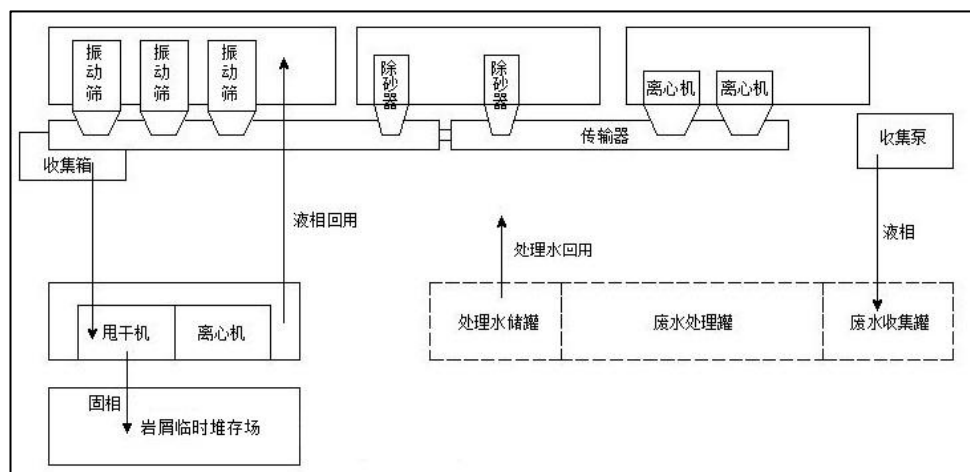 振动筛
振动筛
振动筛
除砂器
除砂器
离心机
离心机
传输器
收集箱
收集泵
液相回用
处理水回用
液相
甩干机
离心机
处理水储罐
废水处理罐
废水收集罐
固相
岩屑临时堆存场